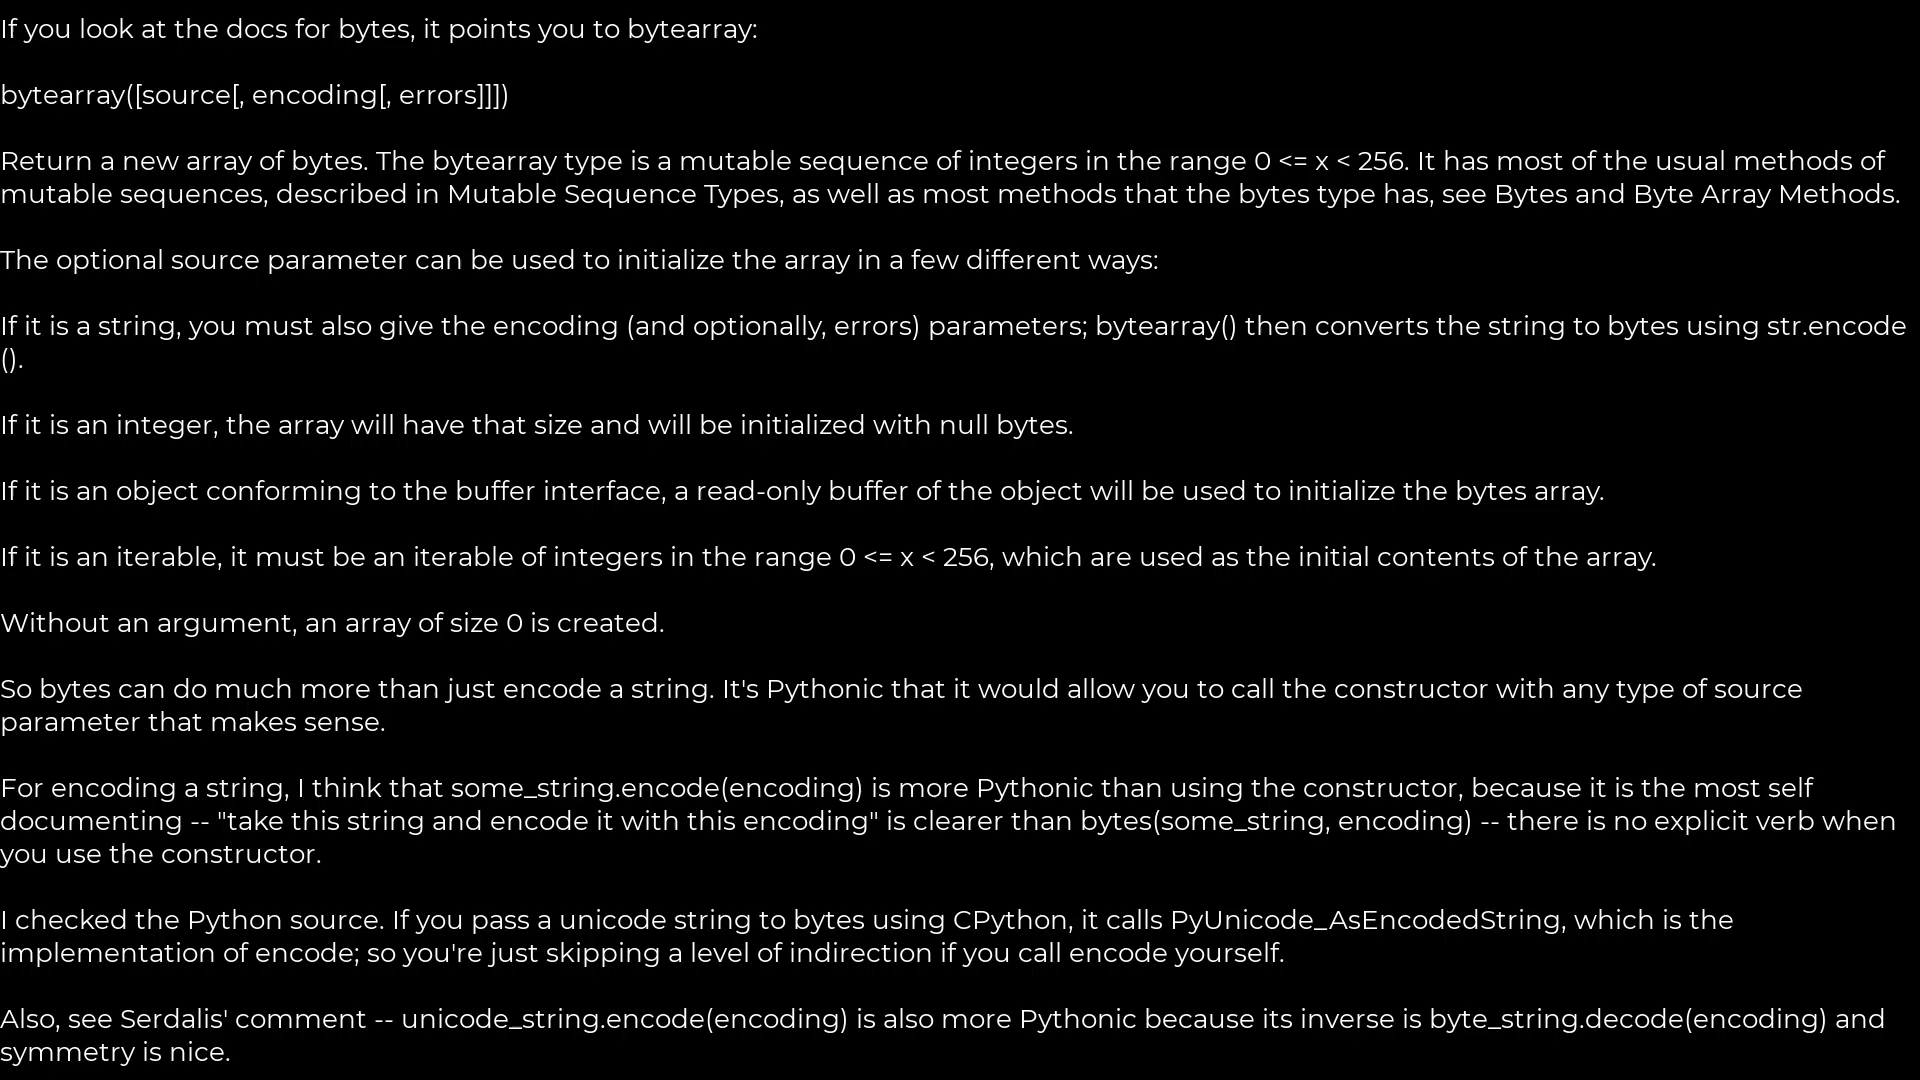 If you look at the docs for bytes, it points you to bytearray:
bytearray([source[, encoding[, errors]]])
Return a new array of bytes. The bytearray type is a mutable sequence of integers in the range 0 <= x < 256. It has most of the usual methods of
mutable sequences, described in Mutable Sequence Types, as well as most methods that the bytes type has, see Bytes and Byte Array Methods.
The optional source parameter can be used to initialize the array in a few different ways:
If it is a string, you must also give the encoding (and optionally, errors) parameters; bytearray() then converts the string to bytes using str.encode
().
If it is an integer, the array will have that size and will be initialized with null bytes.
If it is an object conforming to the buffer interface, a read-only buffer of the object will be used to initialize the bytes array.
If it is an iterable, it must be an iterable of integers in the range 0 <= x < 256, which are used as the initial contents of the array.
Without an argument, an array of size 0 is created.
So bytes can do much more than just encode a string. It's Pythonic that it would allow you to call the constructor with any type of source
parameter that makes sense.
For encoding a string, I think that some_string.encode(encoding) is more Pythonic than using the constructor, because it is the most self
documenting -- "take this string and encode it with this encoding" is clearer than bytes(some_string, encoding) -- there is no explicit verb when
you use the constructor.
I checked the Python source. If you pass a unicode string to bytes using CPython, it calls PyUnicode_AsEncodedString, which is the
implementation of encode; so you're just skipping a level of indirection if you call encode yourself.
Also, see Serdalis' comment -- unicode_string.encode(encoding) is also more Pythonic because its inverse is byte_string.decode(encoding) and
symmetry is nice.